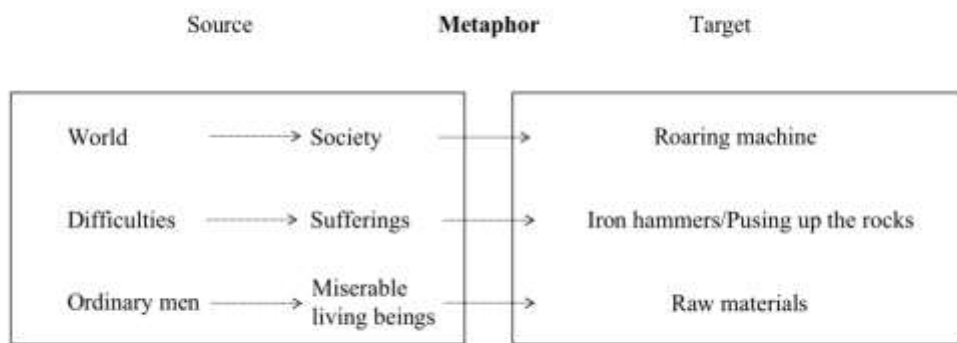 Source Metaphor Target
World Society Roaring machine
Difficulties Sufferings Iron hammers/Pusing up the rocks
Ordinary men Miserable living beings Raw materials